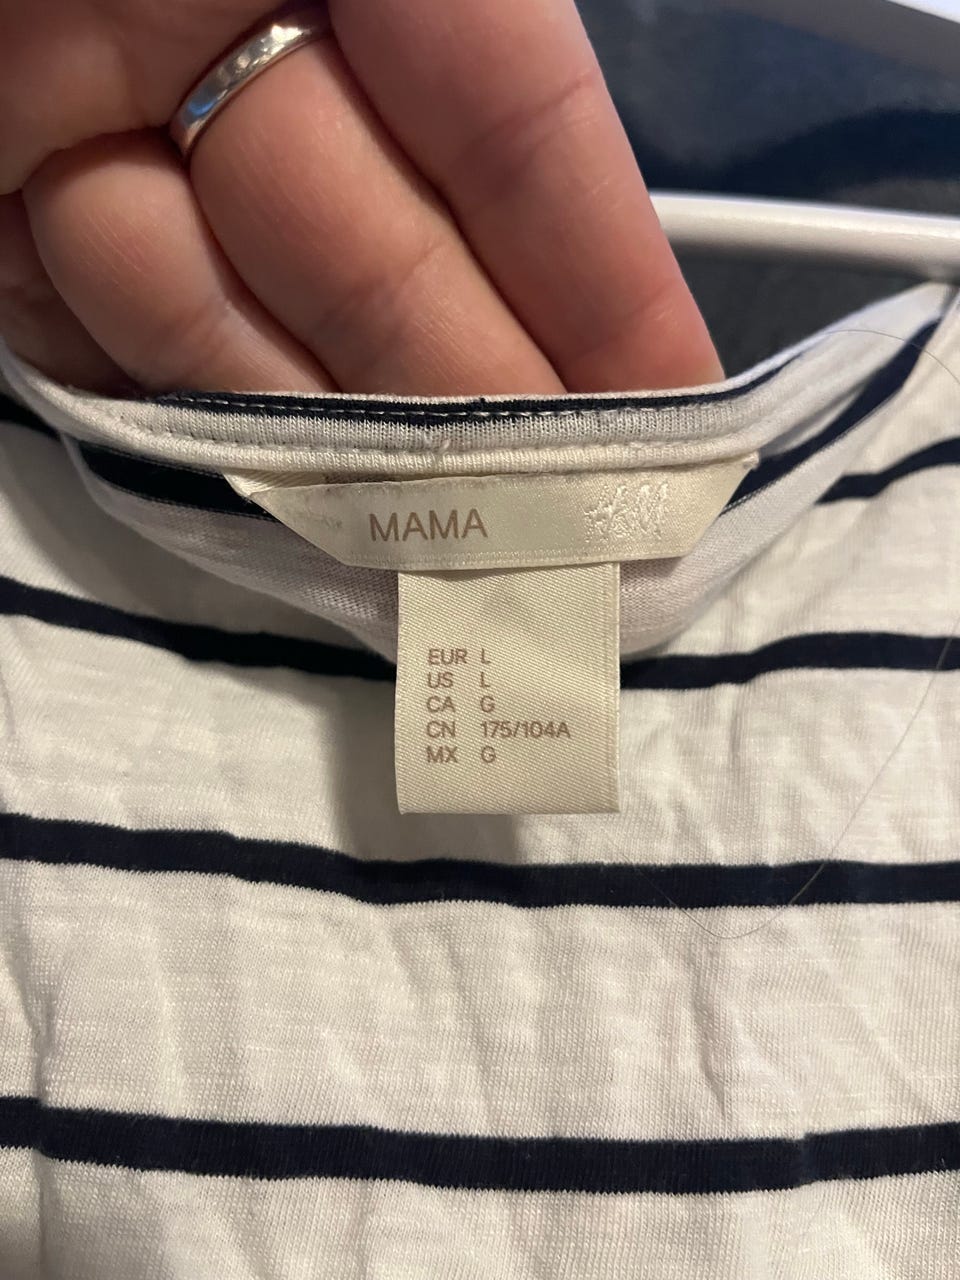 MAMA H&M
EUR L
US L
CA G
CN 175/104A
MX G